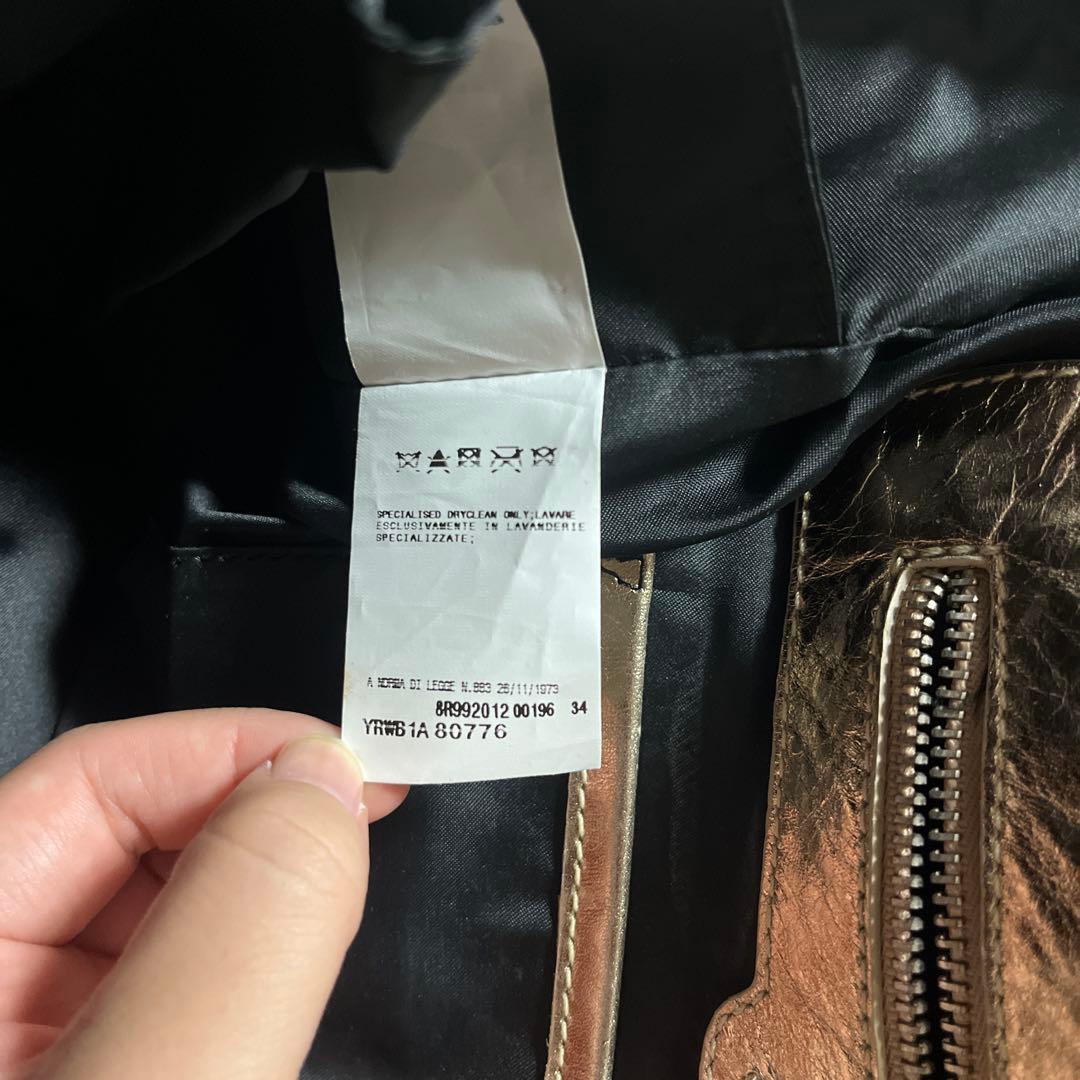 SPECIALISED DRYCLEAN ONLY;LAVARE
ESCLUSIVAMENTE IN LAVANDERIE
SPECIALIZZATE;
A NORMA DI LEGGE N.883 26/11/1973
8R992012 00196 34
YRWB1A 80776